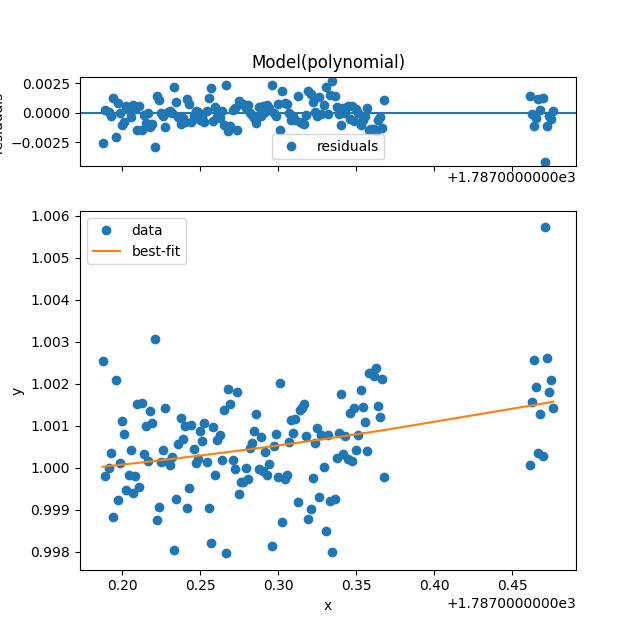 Model(polynomial)
0.0025
0.0000
−0.0025
residuals
+1.7870000000e3
1.006
1.005
1.004
1.003
1.002
1.001
1.000
0.999
0.998
y
data
best-fit
0.20 0.25 0.30 0.35 0.40 0.45
x
+1.7870000000e3